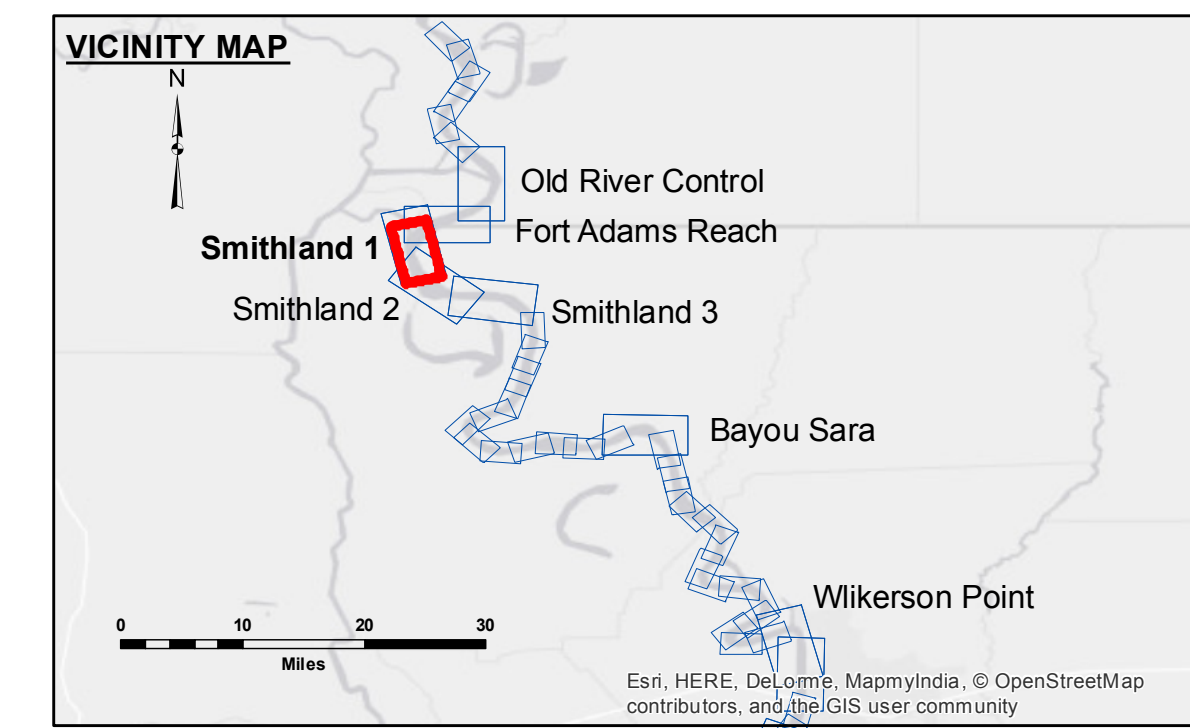 VICINITY MAP
N
Old River Control
Fort Adams Reach
Smithland 1
Smithland 2
Smithland 3
Bayou Sara
Wlikerson Point
0 10 20 30
Miles
Esri, HERE, DeLorme, MapmyIndia, © OpenStreetMap
contributors, and the GIS user community